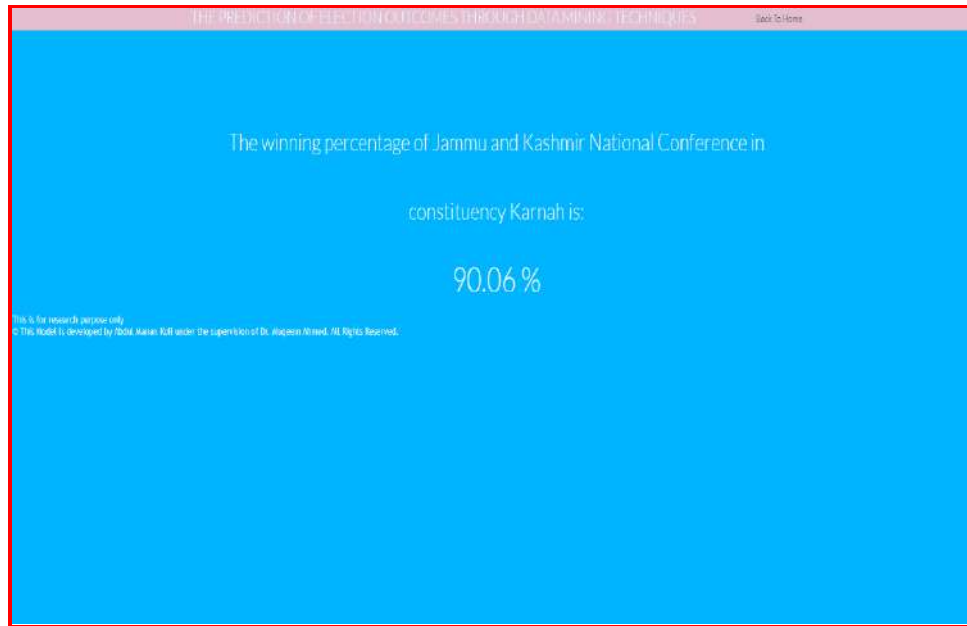 THE PREDICTION OF ELECTION OUTCOMES THROUGH DATA MINING TECHNIQUES
Back To Home
The winning percentage of Jammu and Kashmir National Conference in
constituency Karnah is:
90.06 %
This is for research purpose only
© This Model is developed by Abdul Manan under the supervision of Dr. Ahmed. All Rights Reserved.